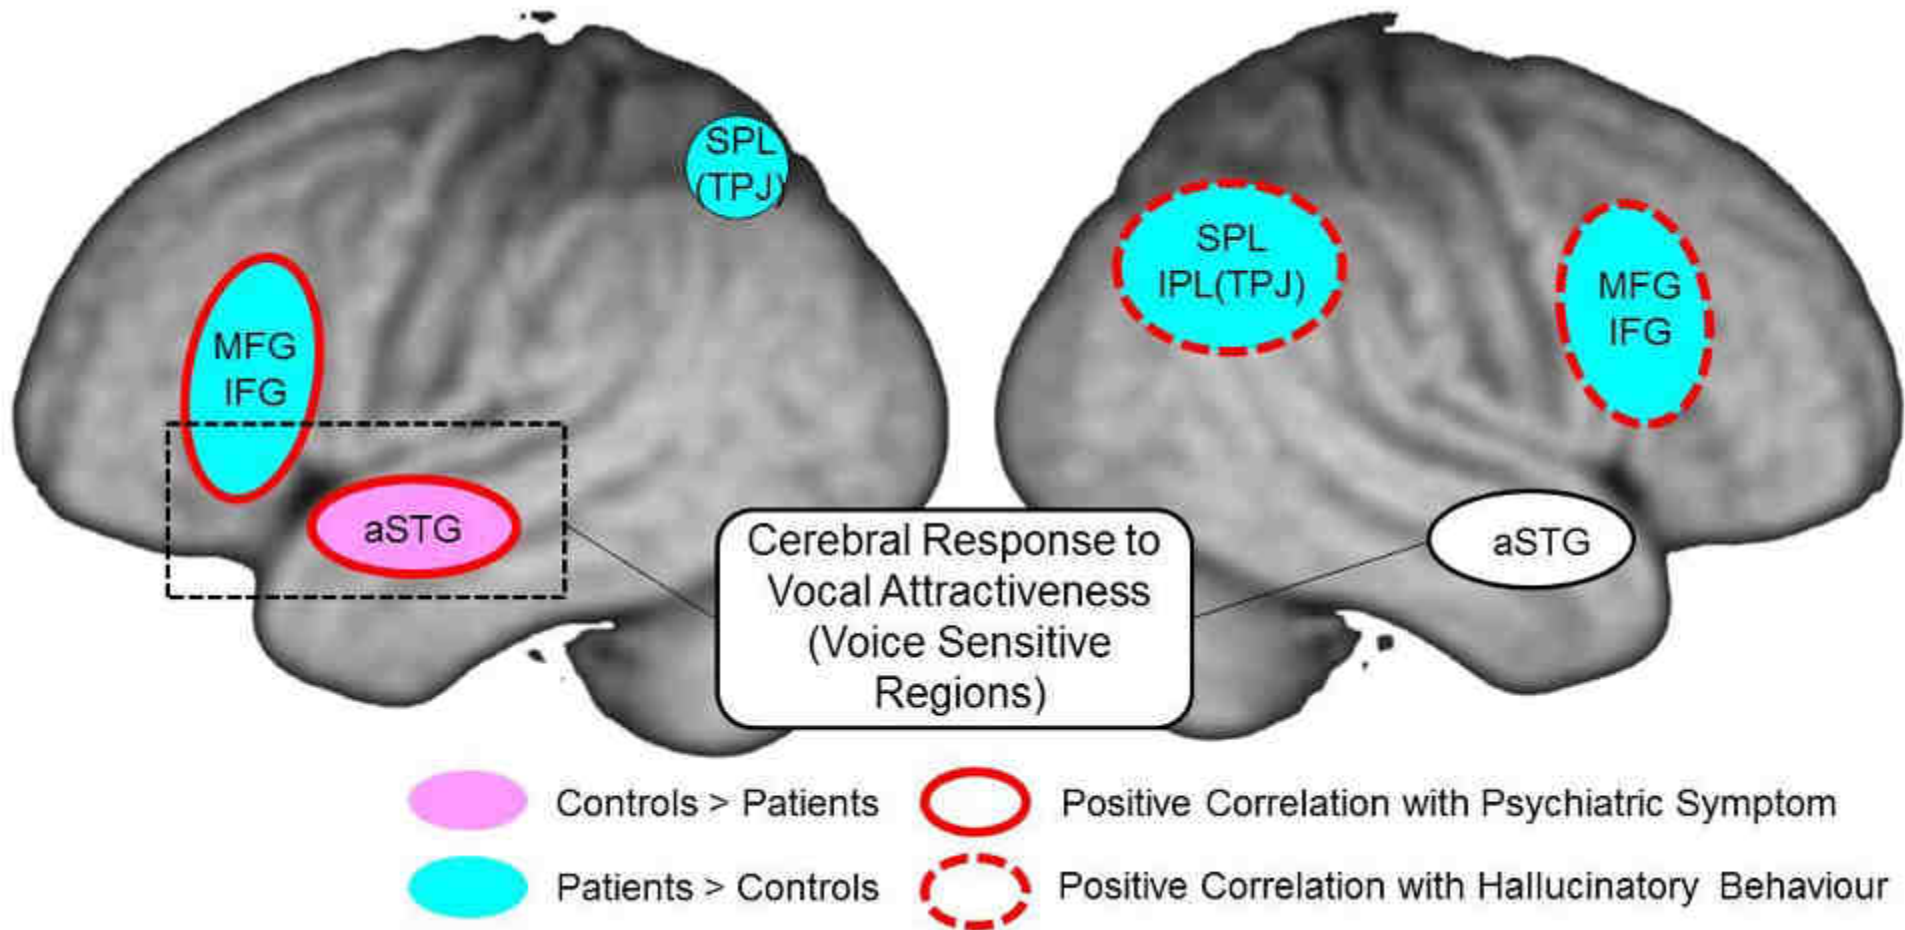 SPL
(TPJ)
SPL
IPL(TPJ)
MFG
IFG
MFG
IFG
aSTG
aSTG
Cerebral Response to
Vocal Attractiveness
(Voice Sensitive
Regions)
Controls > Patients
Positive Correlation with Psychiatric Symptom
Patients > Controls
Positive Correlation with Hallucinatory Behaviour